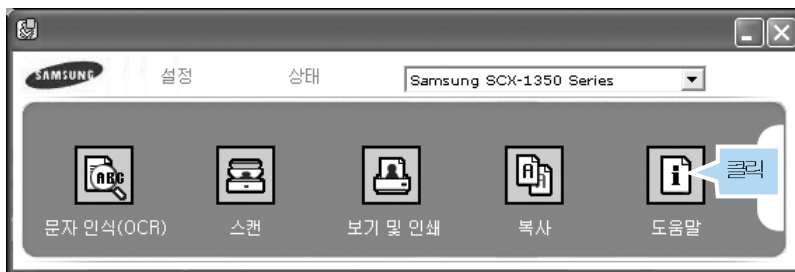 SAMSUNG 설정 상태 Samsung SCX-1350 Series
ABC
클릭
문자 인식(OCR) 스캔 보기 및 인쇄 복사 도움말